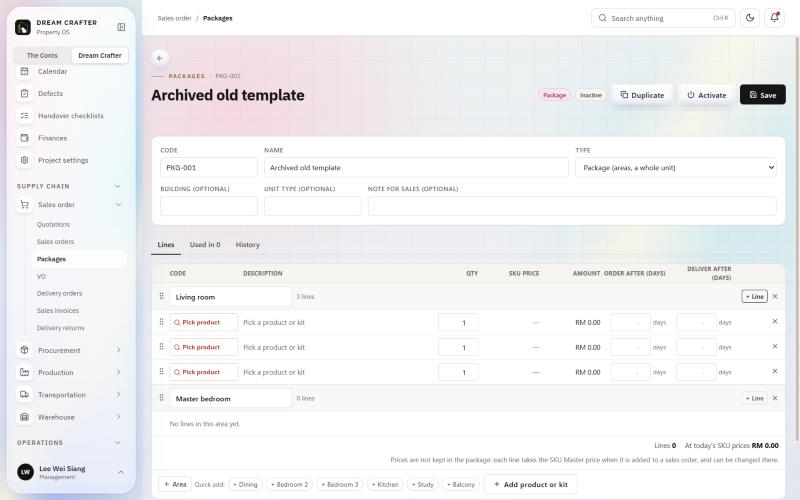 DREAM CRAFTER
Property OS
The Conts
Dream Crafter
Calendar
Defects
Handover checklists
Finances
Project settings
SUPPLY CHAIN
Sales order
Quotations
Sales orders
Packages
VO
Delivery orders
Sales invoices
Delivery returns
Procurement
Production
Transportation
Warehouse
OPERATIONS
LW
Lee Wei Siang
Management
Sales order / Packages
Search anything
Ctrl K
PACKAGES · PKG-001
Archived old template
Package
Inactive
Duplicate
Activate
Save
CODE
NAME
TYPE
PKG-001
Archived old template
Package (areas, a whole unit)
BUILDING (OPTIONAL)
UNIT TYPE (OPTIONAL)
NOTE FOR SALES (OPTIONAL)
Lines
Used in 0
History
CODE DESCRIPTION QTY SKU PRICE AMOUNT ORDER AFTER (DAYS) DELIVER AFTER (DAYS)
Living room 3 lines + Line ×
Pick product Pick a product or kit 1 — RM 0.00 - days - days ×
Pick product Pick a product or kit 1 — RM 0.00 - days - days ×
Pick product Pick a product or kit 1 — RM 0.00 - days - days ×
Master bedroom 0 lines + Line ×
No lines in this area yet.
Lines 0 At today's SKU prices RM 0.00
Prices are not kept in the package: each line takes the SKU Master price when it is added to a sales order, and can be changed there.
+ Area Quick add: + Dining + Bedroom 2 + Bedroom 3 + Kitchen + Study + Balcony + Add product or kit